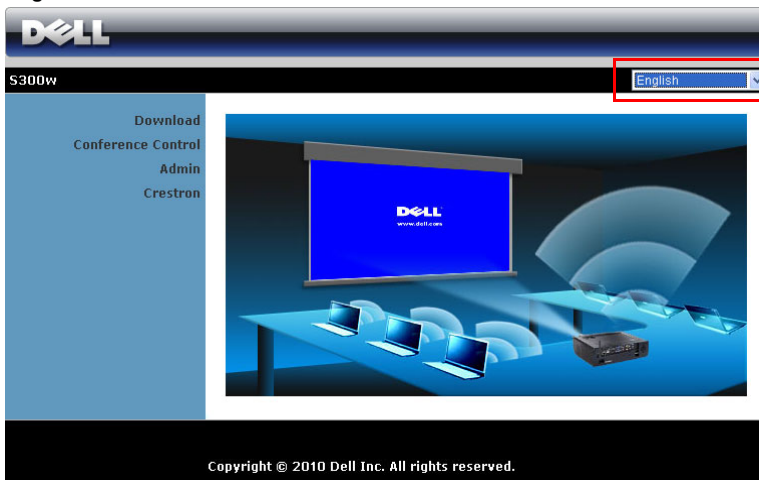 DELL
S300w
English
Download
Conference Control
Admin
Crestron
DELL
www.dell.com
Copyright © 2010 Dell Inc. All rights reserved.